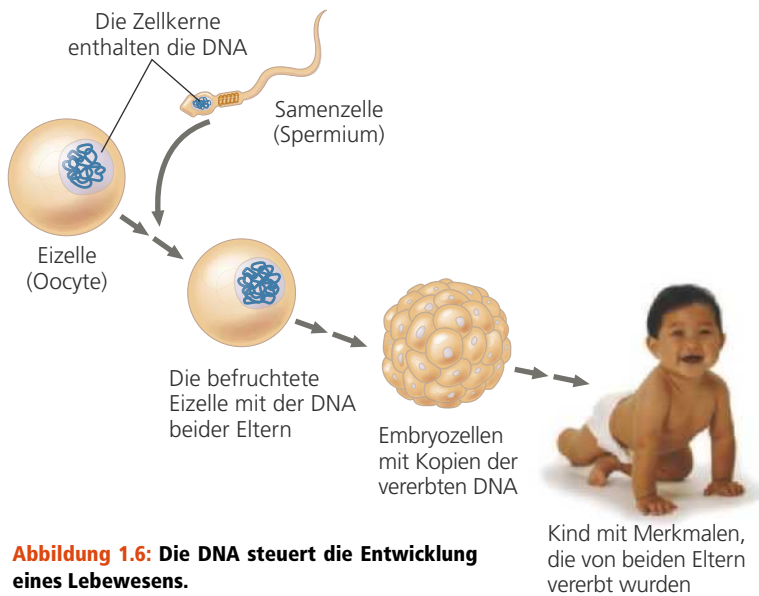 Die Zellkerne
enthalten die DNA
Samenzelle
(Spermium)
Eizelle
(Oocyte)
Die befruchtete
Eizelle mit der DNA
beider Eltern
Embryozellen
mit Kopien der
vererbten DNA
Kind mit Merkmalen,
die von beiden Eltern
vererbt wurden
Abbildung 1.6: Die DNA steuert die Entwicklung
eines Lebewesens.